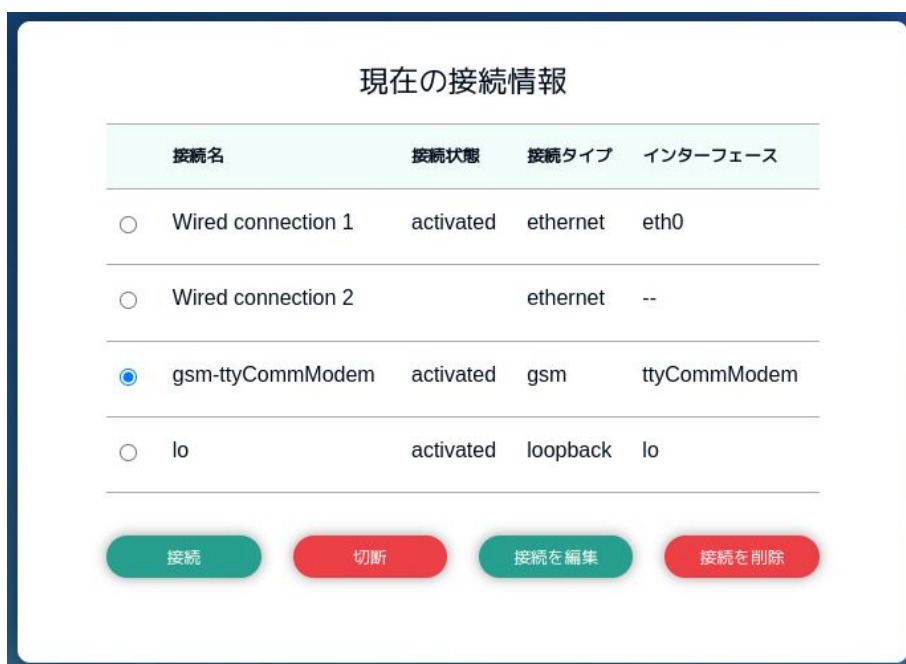 現在の接続情報
接続名 接続状態 接続タイプ インターフェース
Wired connection 1 activated ethernet eth0
Wired connection 2 ethernet --
gsm-ttyCommModem activated gsm ttyCommModem
lo activated loopback lo
接続 切断 接続を編集 接続を削除